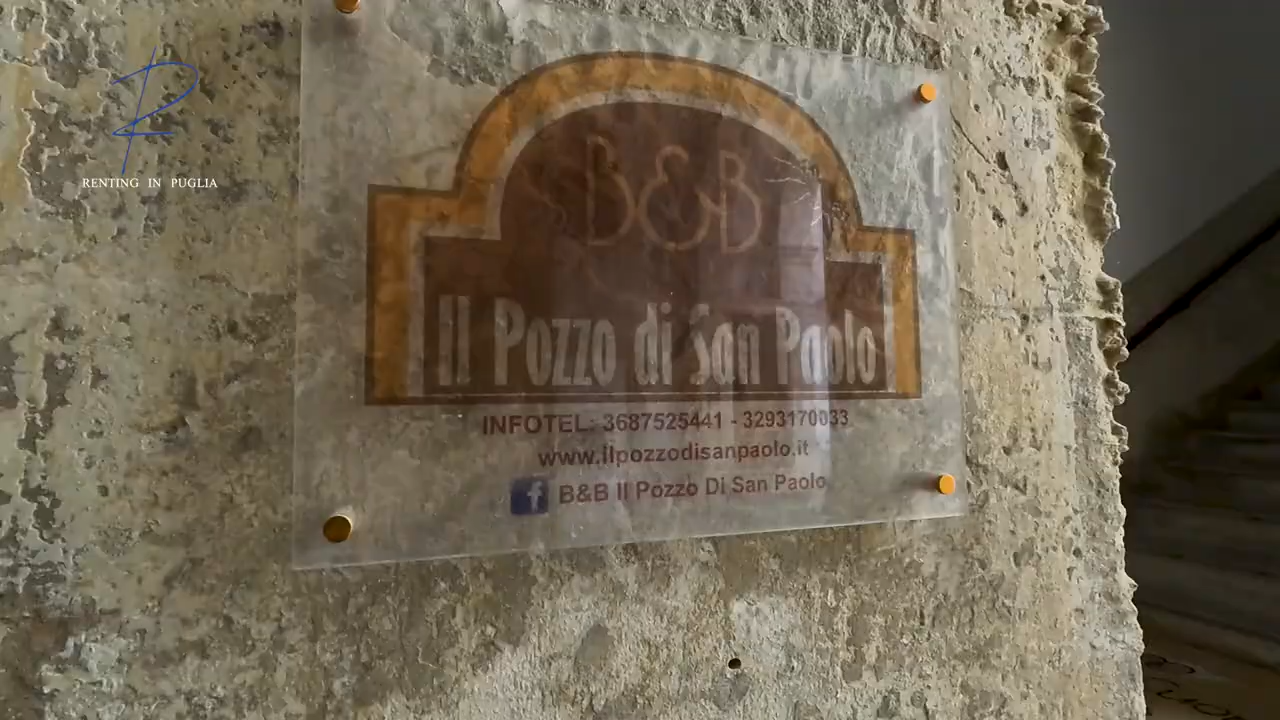 RENTING IN PUGLIA
B&B
Il Pozzo di San Paolo
INFOTEL: 3687525441 - 3293170033
www.ilpozzodisanpaolo.it
f B&B Il Pozzo Di San Paolo